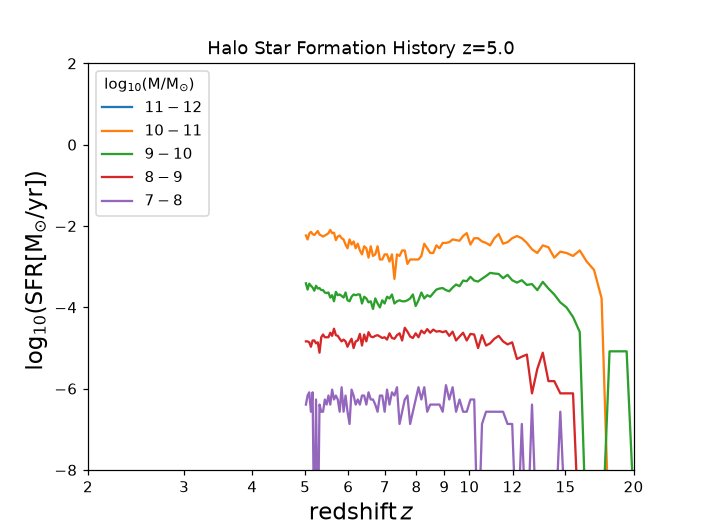 Halo Star Formation History z=5.0
log₁₀(SFR[M⊙/yr])
2
0
−2
−4
−6
−8
log₁₀(M/M⊙)
11 − 12
10 − 11
9 − 10
8 − 9
7 − 8
2 3 4 5 6 7 8 9 10 12 15 20
redshift z